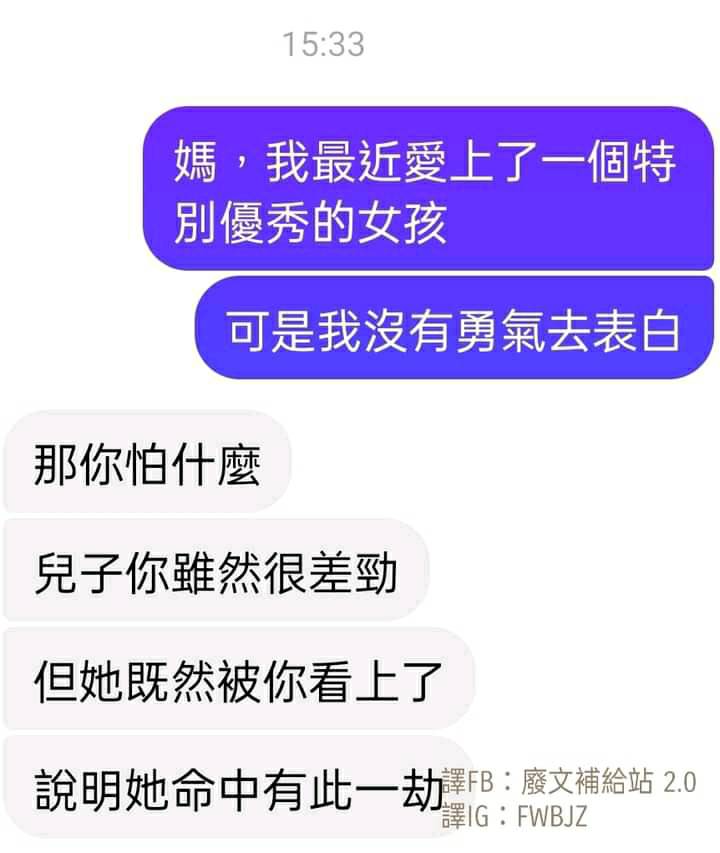 15:33
媽，我最近愛上了一個特
別優秀的女孩
可是我沒有勇氣去表白
那你怕什麼
兒子你雖然很差勁
但她既然被你看上了
說明她命中有此一劫
譯FB：廢文補給站 2.0
譯IG：FWBJZ